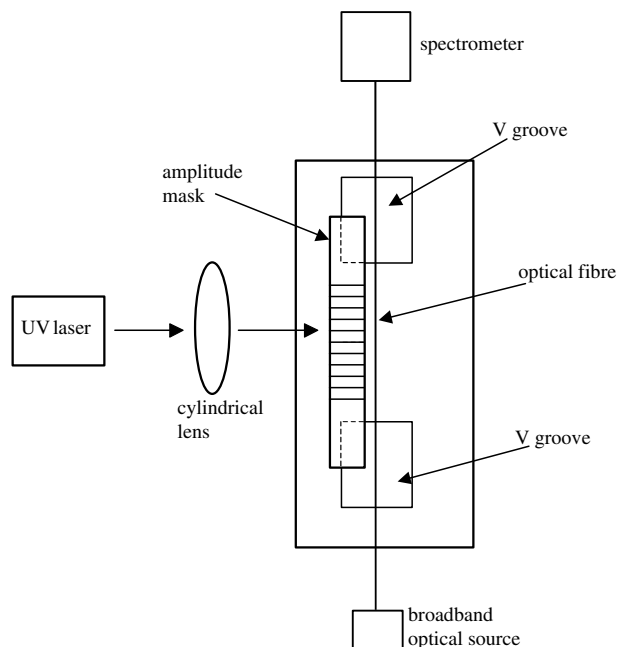 spectrometer
V groove
amplitude
mask
optical fibre
UV laser
cylindrical
lens
V groove
broadband
optical source